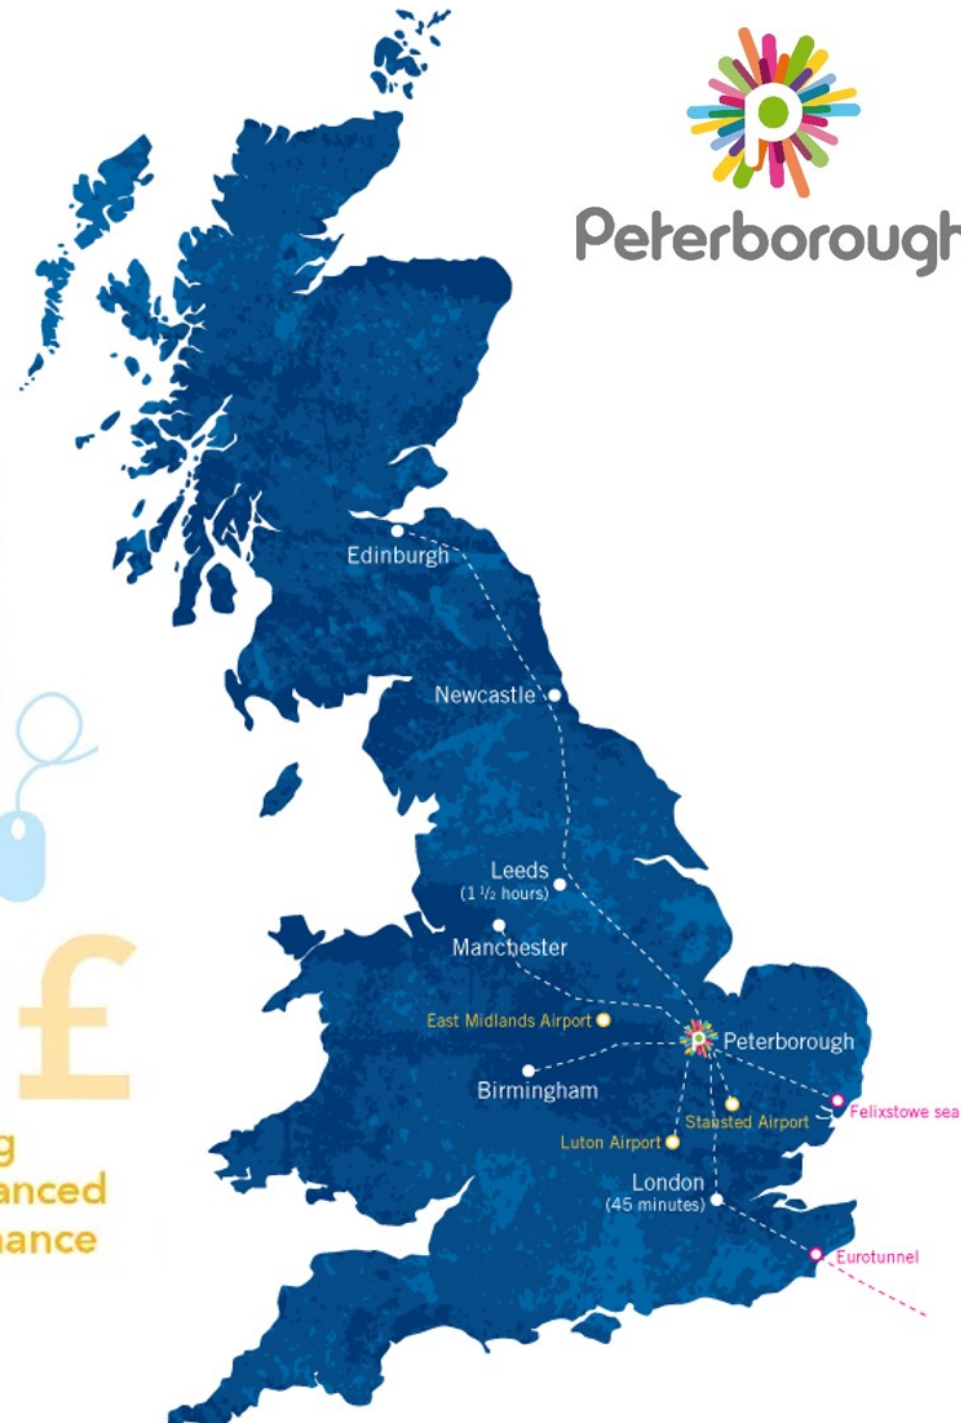 Peterborough
Edinburgh
Newcastle
Leeds
(1 1/2 hours)
Manchester
East Midlands Airport
Peterborough
Birmingham
Felixstowe sea
Stansted Airport
Luton Airport
London
(45 minutes)
Eurotunnel
£
g
anced
nance